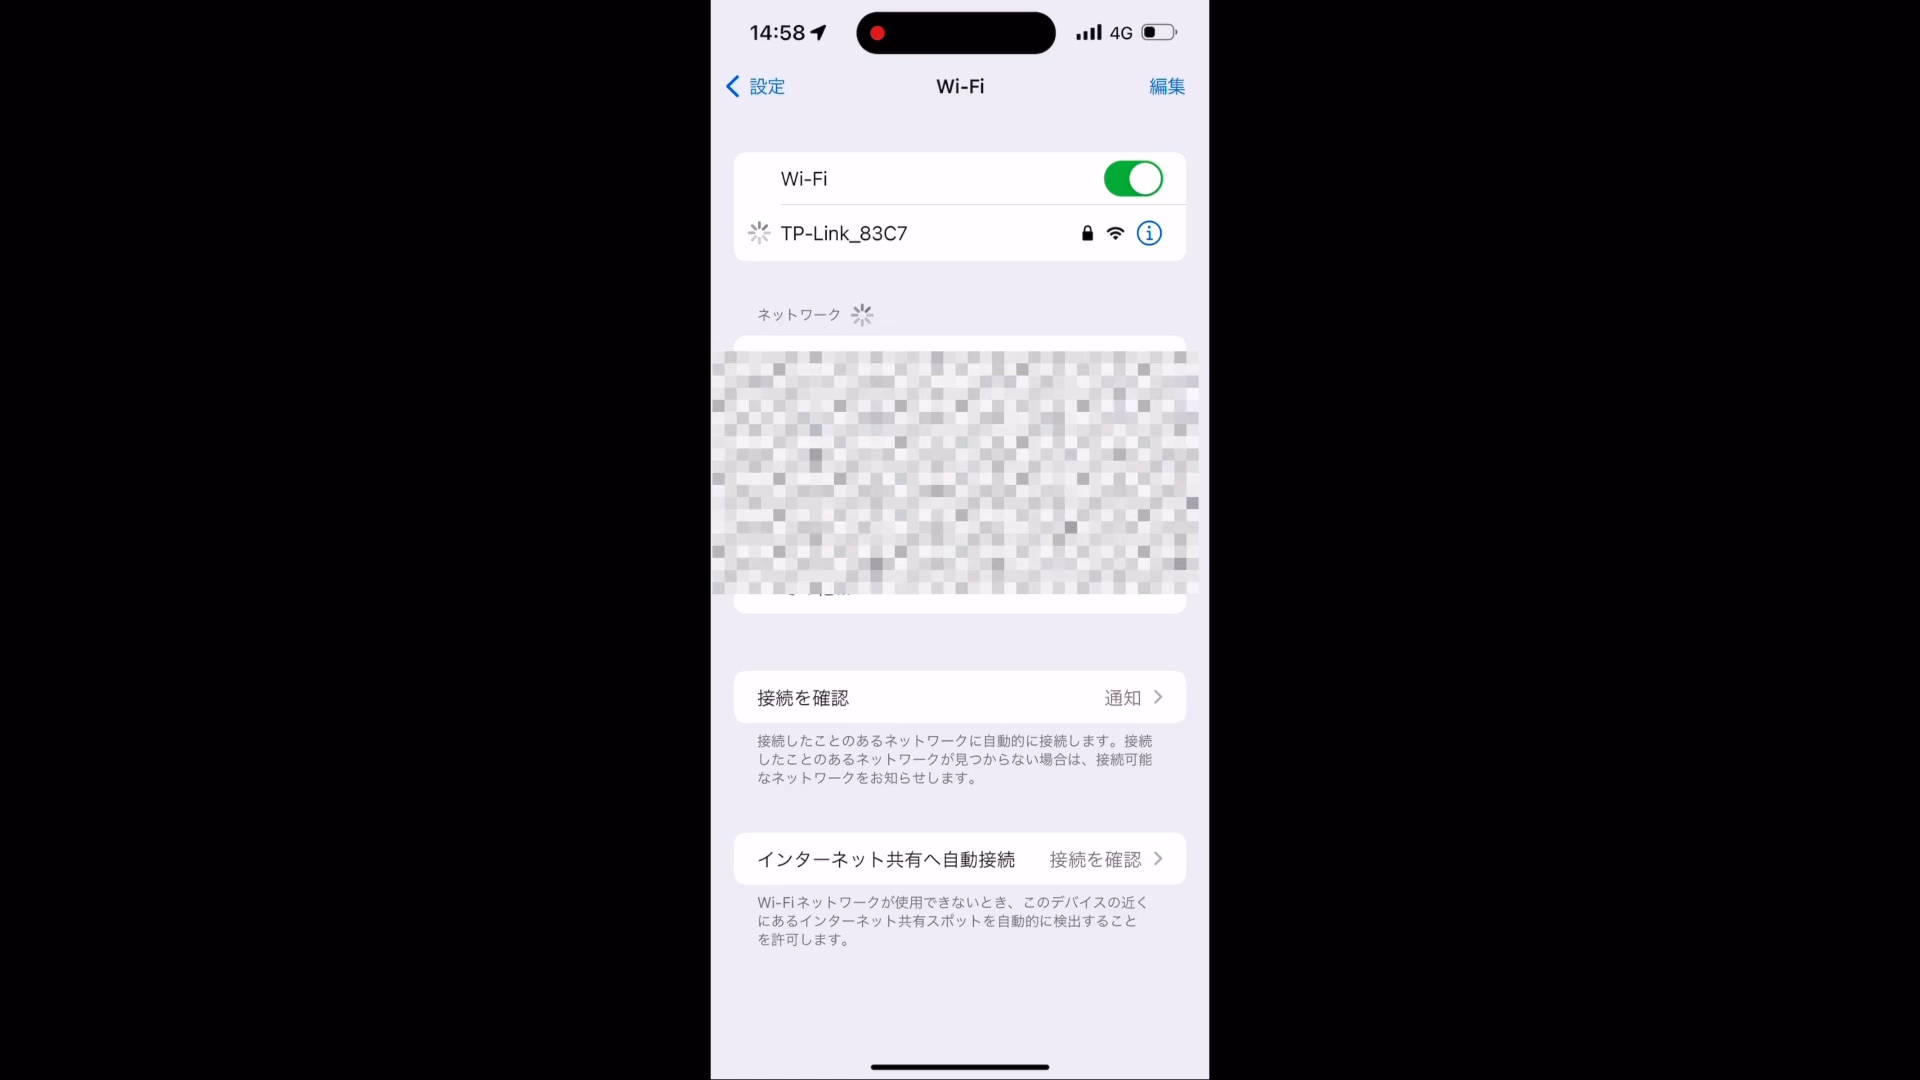 14:58 4G
設定 Wi-Fi 編集
Wi-Fi
TP-Link_83C7
ネットワーク
接続を確認 通知
接続したことのあるネットワークに自動的に接続します。接続
したことのあるネットワークが見つからない場合は、接続可能
なネットワークをお知らせします。
インターネット共有へ自動接続 接続を確認
Wi-Fiネットワークが使用できないとき、このデバイスの近く
にあるインターネット共有スポットを自動的に検出すること
を許可します。